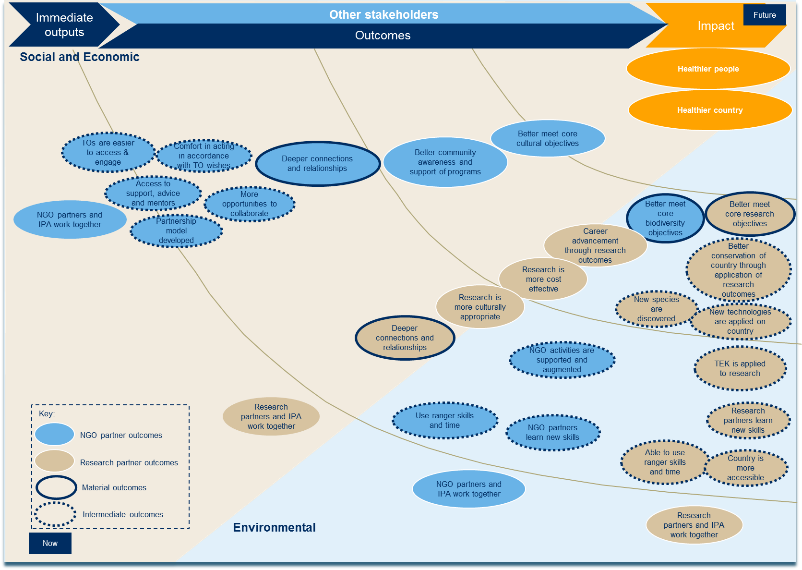 Immediate
outputs
Other stakeholders
Outcomes
Impact
Future
Social and Economic
Healthier people
Healthier country
TOs are easier
to access &
engage
Comfort in acting
in accordance
with TO wishes
Deeper connections
and relationships
Better community
awareness and
support of programs
Better meet core
cultural objectives
Access to
support, advice
and mentors
More
opportunities to
collaborate
NGO partners and
IPA work together
Partnership
model
developed
Better meet
core
biodiversity
objectives
Better meet
core research
objectives
Career
advancement
through research
outcomes
Better
conservation of
country through
application of
research
outcomes
Research is
more cost
effective
Research is
more culturally
appropriate
New species
are
discovered
New technologies
are applied on
country
Deeper
connections and
relationships
NGO activities are
supported and
augmented
TEK is applied
to research
Research
partners and IPA
work together
Use ranger skills
and time
NGO partners
learn new skills
Research
partners learn
new skills
Able to use
ranger skills
and time
Country is
more
accessible
NGO partners and
IPA work together
Research
partners and IPA
work together
Key:
NGO partner outcomes
Research partner outcomes
Material outcomes
Intermediate outcomes
Environmental
Now